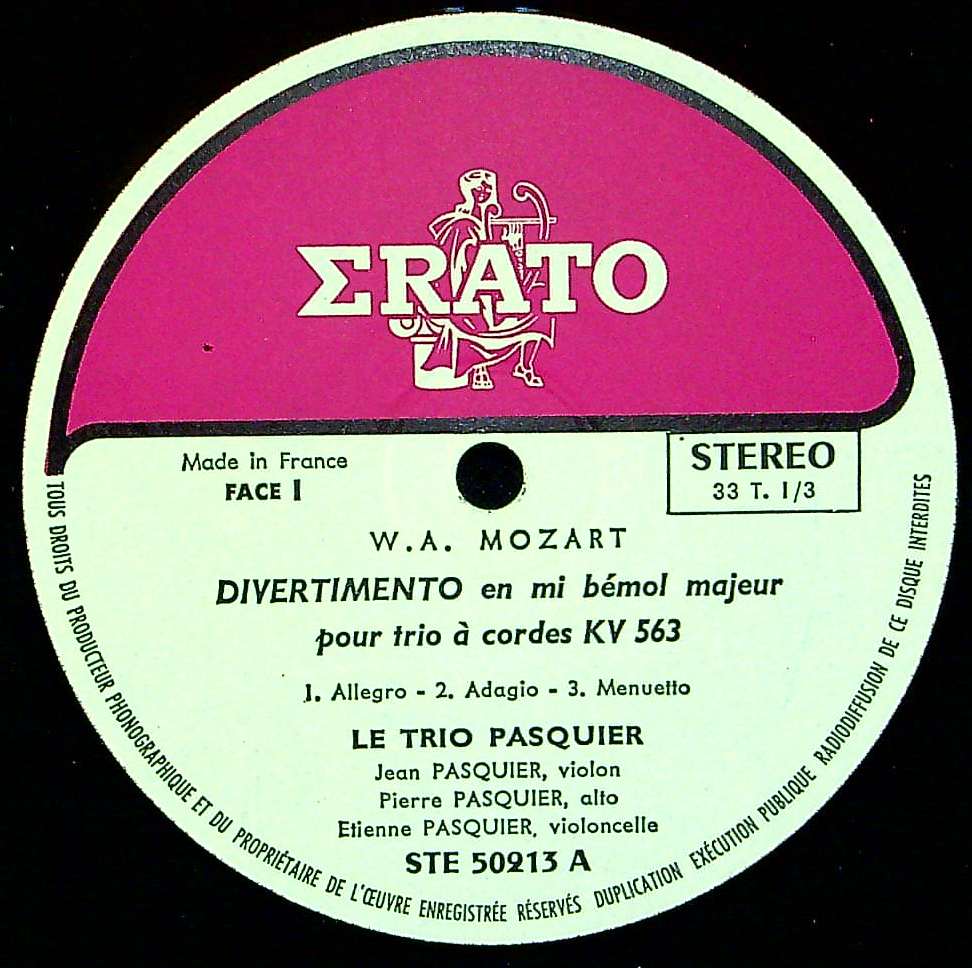 ΣRATO
Made in France
FACE 1
STEREO
33 T. 1/3
W.A. MOZART
DIVERTIMENTO en mi bémol majeur
pour trio à cordes KV 563
1. Allegro - 2. Adagio - 3. Menuetto
LE TRIO PASQUIER
Jean PASQUIER, violon
Pierre PASQUIER, alto
Etienne PASQUIER, violoncelle
STE 50213 A
TOUS DROITS DU PRODUCTEUR PHONOGRAPHIQUE ET DU PROPRIÉTAIRE DE L'ŒUVRE ENREGISTRÉE RÉSERVÉS DUPLICATION EXÉCUTION PUBLIQUE RADIODIFFUSION DE CE DISQUE INTERDITES